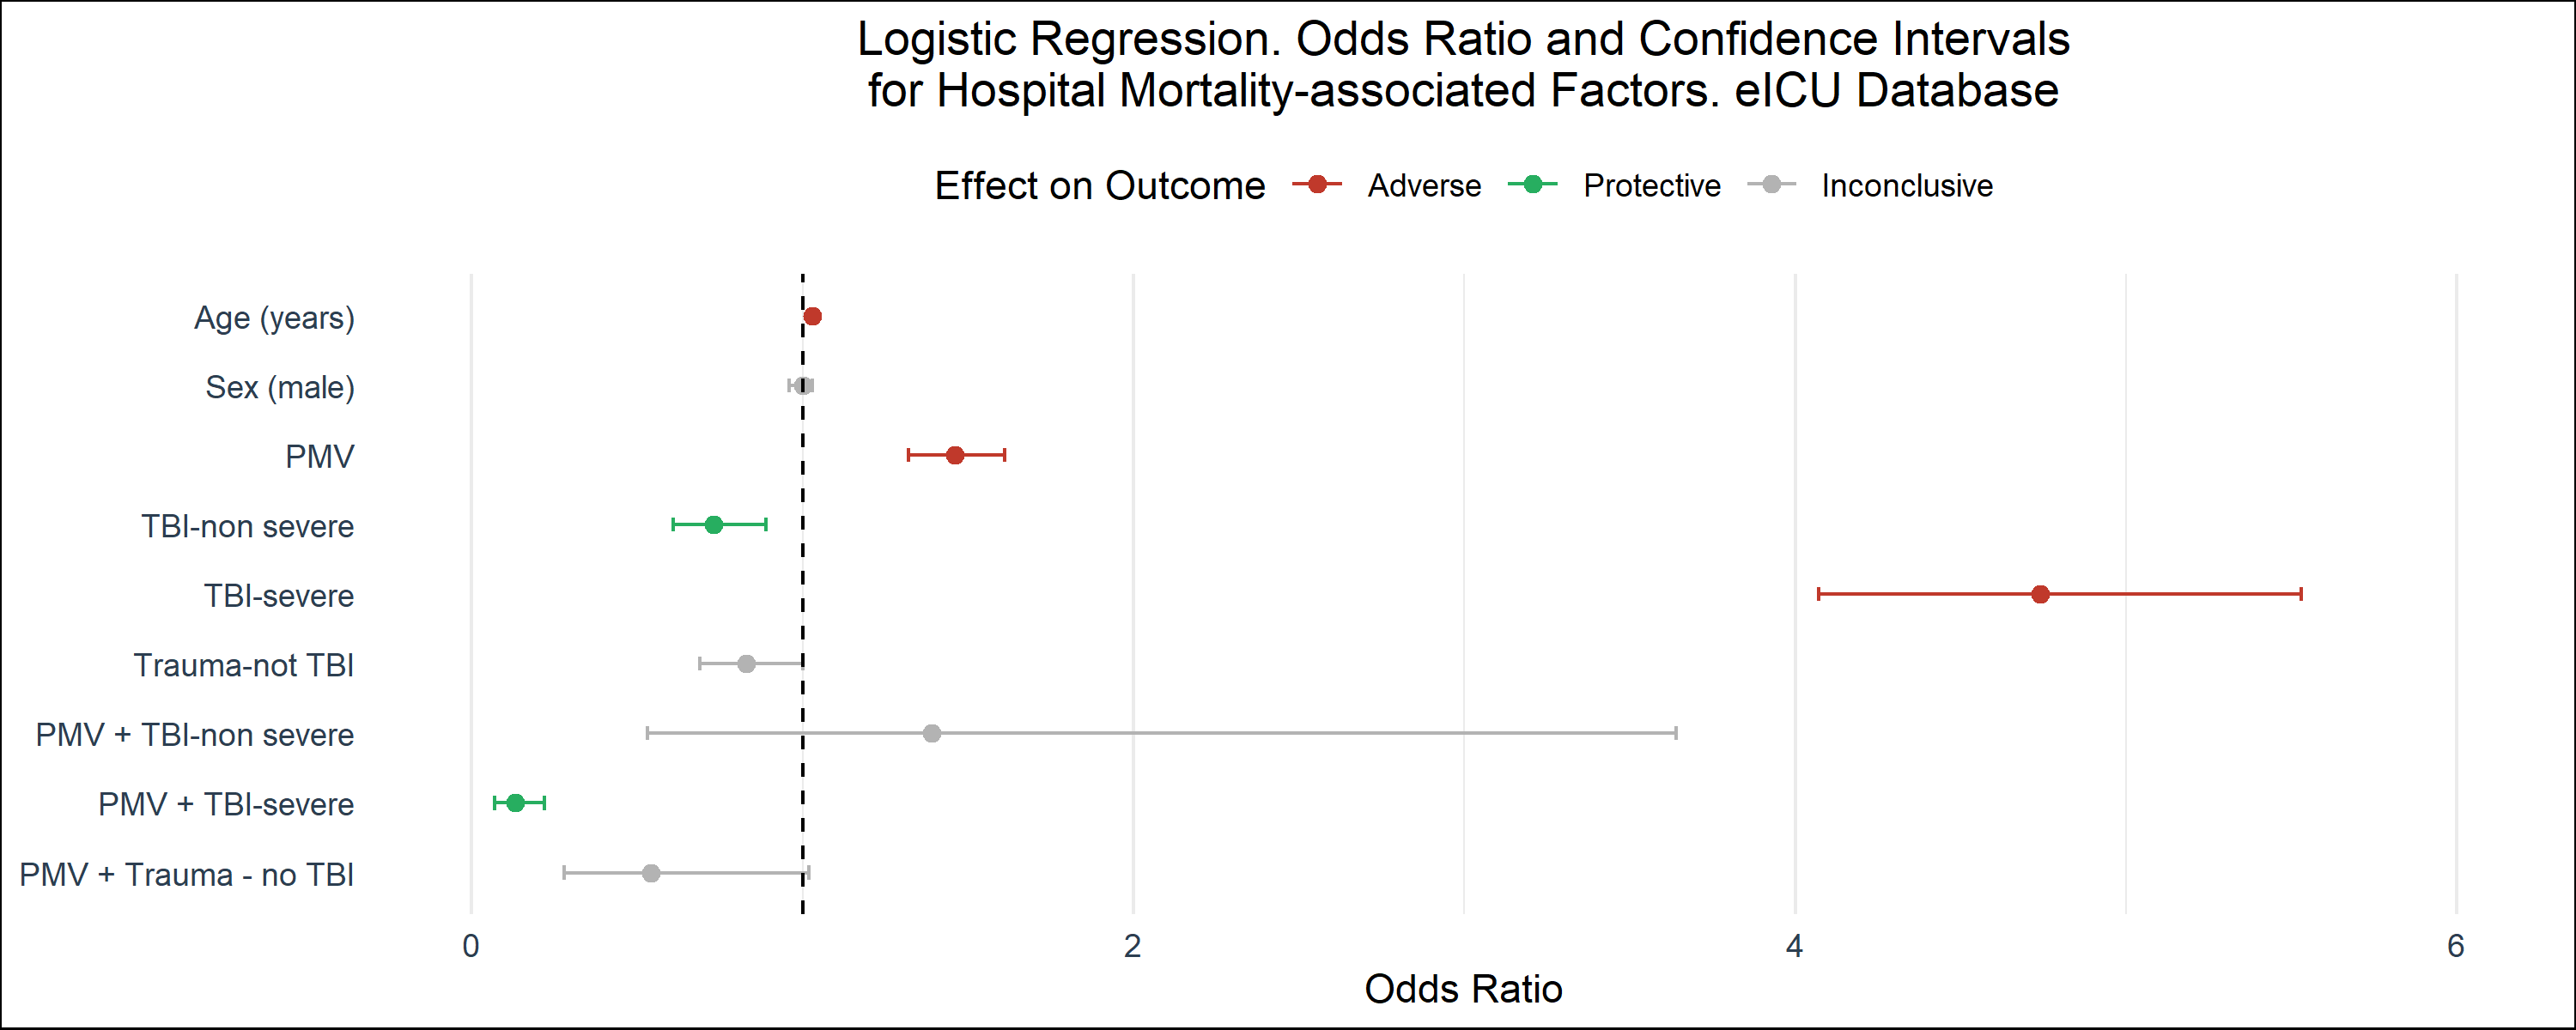 Logistic Regression. Odds Ratio and Confidence Intervals
for Hospital Mortality-associated Factors. eICU Database
Effect on Outcome Adverse Protective Inconclusive
Age (years)
Sex (male)
PMV
TBI-non severe
TBI-severe
Trauma-not TBI
PMV + TBI-non severe
PMV + TBI-severe
PMV + Trauma - no TBI
0 2 4 6
Odds Ratio